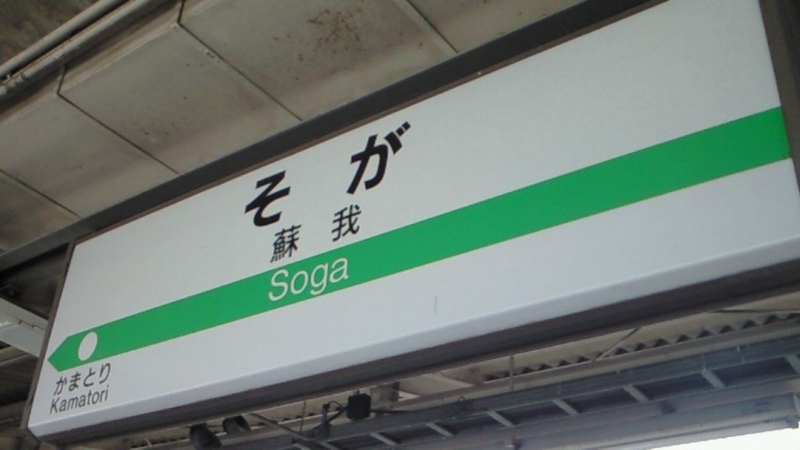 そが
蘇我
Soga
かまとり
Kamatori